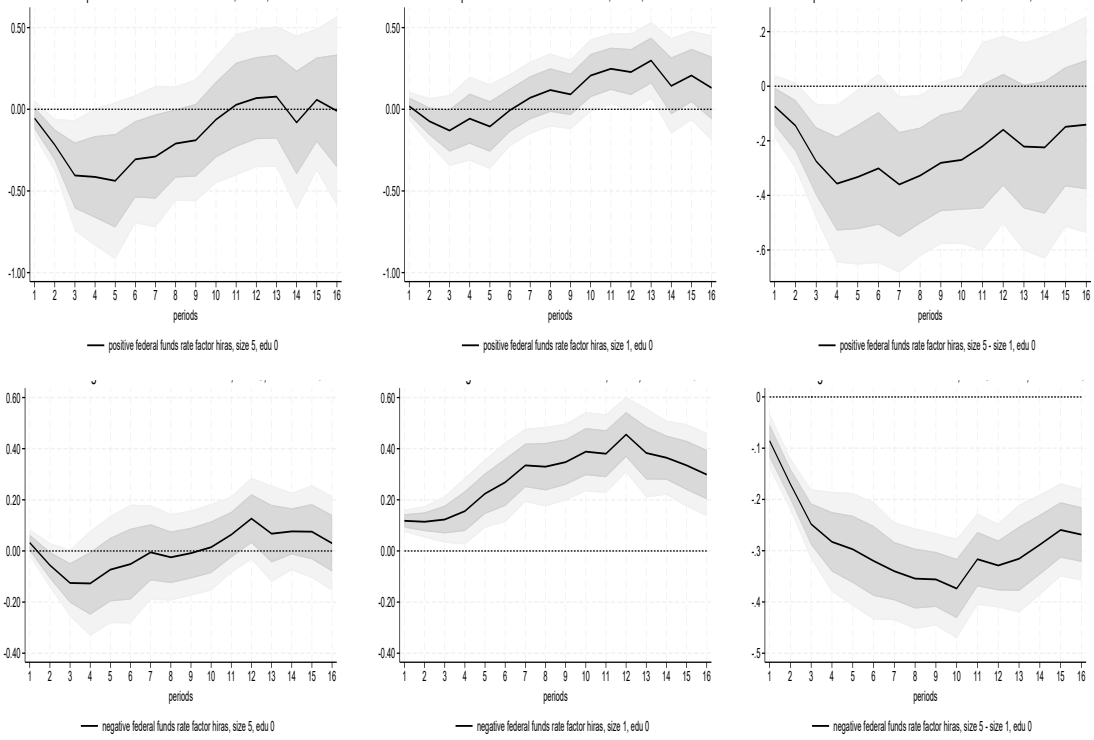 0.50
0.00
-0.50
-1.00
1 2 3 4 5 6 7 8 9 10 11 12 13 14 15 16
periods
positive federal funds rate factor hiras, size 5, edu 0
0.50
0.00
-0.50
-1.00
1 2 3 4 5 6 7 8 9 10 11 12 13 14 15 16
periods
positive federal funds rate factor hiras, size 1, edu 0
.2
0
-.2
-.4
-.6
1 2 3 4 5 6 7 8 9 10 11 12 13 14 15 16
periods
positive federal funds rate factor hiras, size 5 - size 1, edu 0
0.60
0.40
0.20
0.00
-0.20
-0.40
1 2 3 4 5 6 7 8 9 10 11 12 13 14 15 16
periods
negative federal funds rate factor hiras, size 5, edu 0
0.60
0.40
0.20
0.00
-0.20
-0.40
1 2 3 4 5 6 7 8 9 10 11 12 13 14 15 16
periods
negative federal funds rate factor hiras, size 1, edu 0
0
-.1
-.2
-.3
-.4
-.5
1 2 3 4 5 6 7 8 9 10 11 12 13 14 15 16
periods
negative federal funds rate factor hiras, size 5 - size 1, edu 0